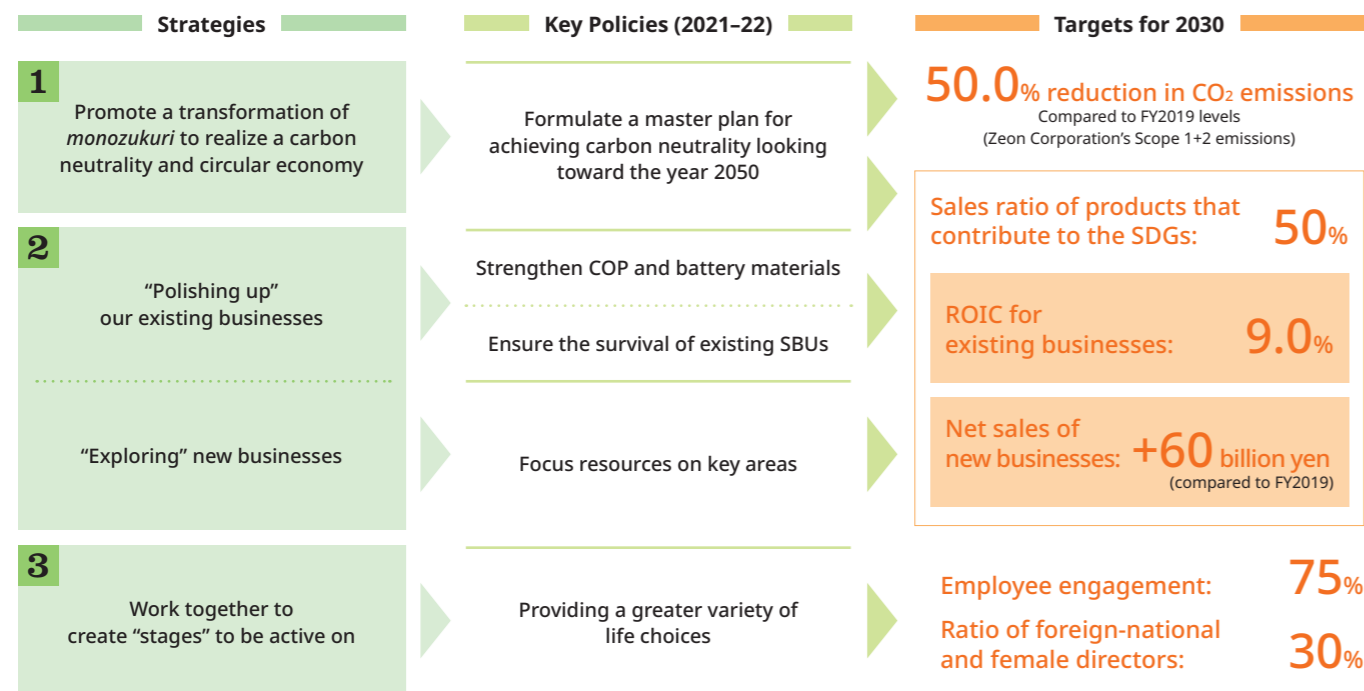 Strategies
Key Policies (2021–22)
Targets for 2030
1
Promote a transformation of
monozukuri to realize a carbon
neutrality and circular economy
Formulate a master plan for
achieving carbon neutrality looking
toward the year 2050
50.0% reduction in CO2 emissions
Compared to FY2019 levels
(Zeon Corporation’s Scope 1+2 emissions)
Sales ratio of products that
contribute to the SDGs: 50%
2
“Polishing up”
our existing businesses
Strengthen COP and battery materials
Ensure the survival of existing SBUs
ROIC for
existing businesses: 9.0%
“Exploring” new businesses
Focus resources on key areas
Net sales of
new businesses: +60 billion yen
(compared to FY2019)
3
Work together to
create “stages” to be active on
Providing a greater variety of
life choices
Employee engagement: 75%
Ratio of foreign-national
and female directors: 30%